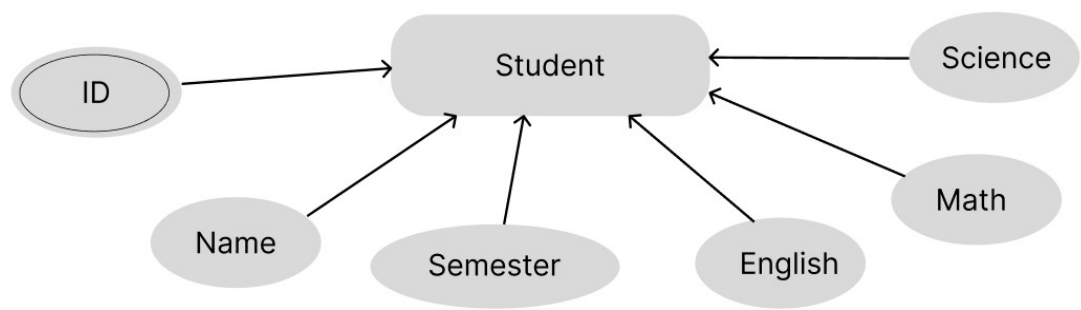 Student
Science
ID
Math
Name
Semester
English